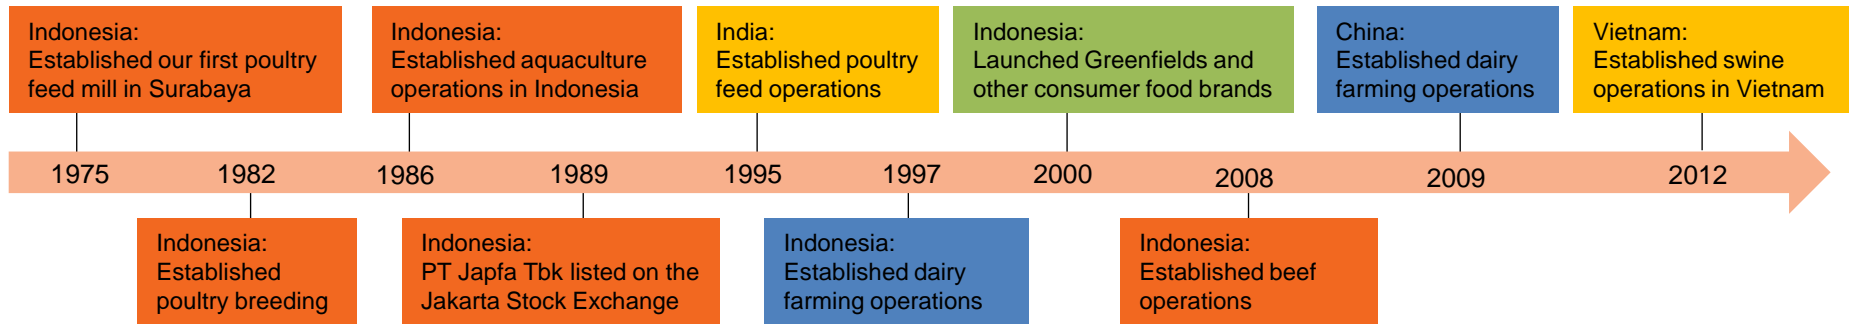 Indonesia:
Established our first poultry
feed mill in Surabaya
Indonesia:
Established aquaculture
operations in Indonesia
India:
Established poultry
feed operations
Indonesia:
Launched Greenfields and
other consumer food brands
China:
Established dairy
farming operations
Vietnam:
Established swine
operations in Vietnam
1975 1982 1986 1989 1995 1997 2000 2008 2009 2012
Indonesia:
Established
poultry breeding
Indonesia:
PT Japfa Tbk listed on the
Jakarta Stock Exchange
Indonesia:
Established dairy
farming operations
Indonesia:
Established beef
operations